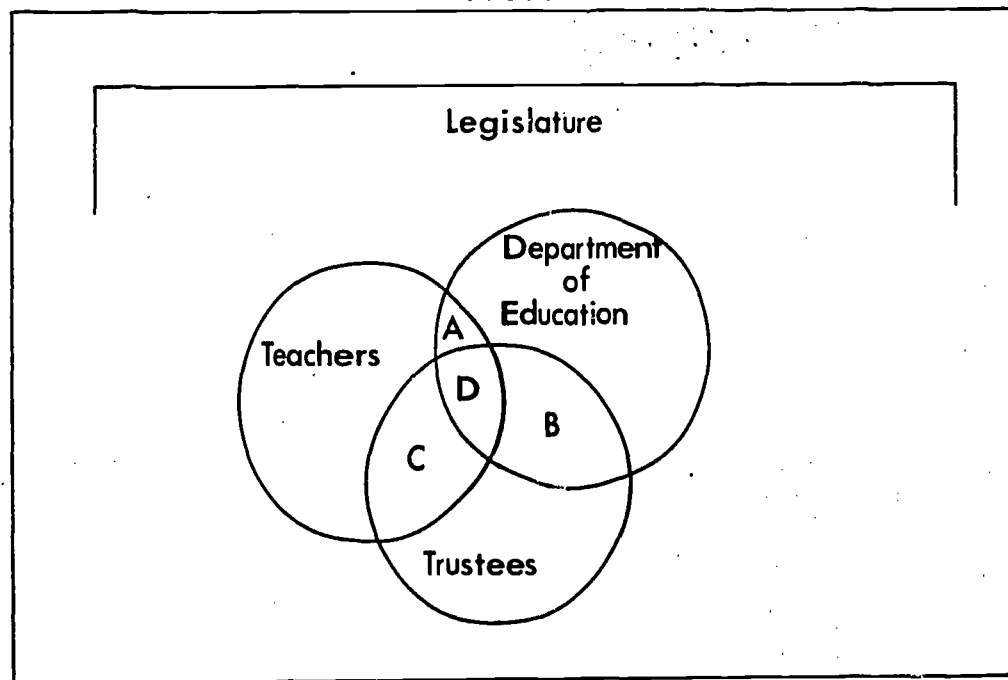 Legislature
Department
of
Education
A
Teachers
D
B
C
Trustees